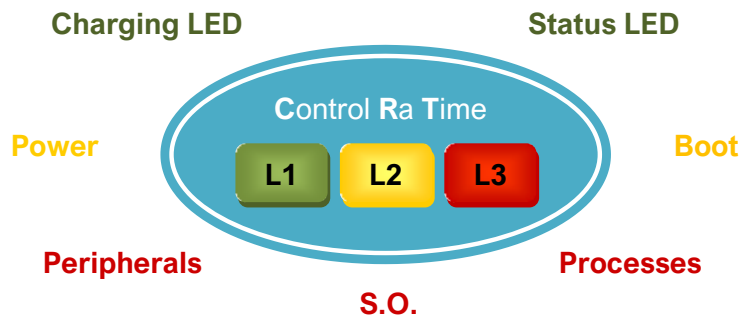 Charging LED
Status LED
Control Ra Time
Power
Boot
L1
L2
L3
Peripherals
Processes
S.O.